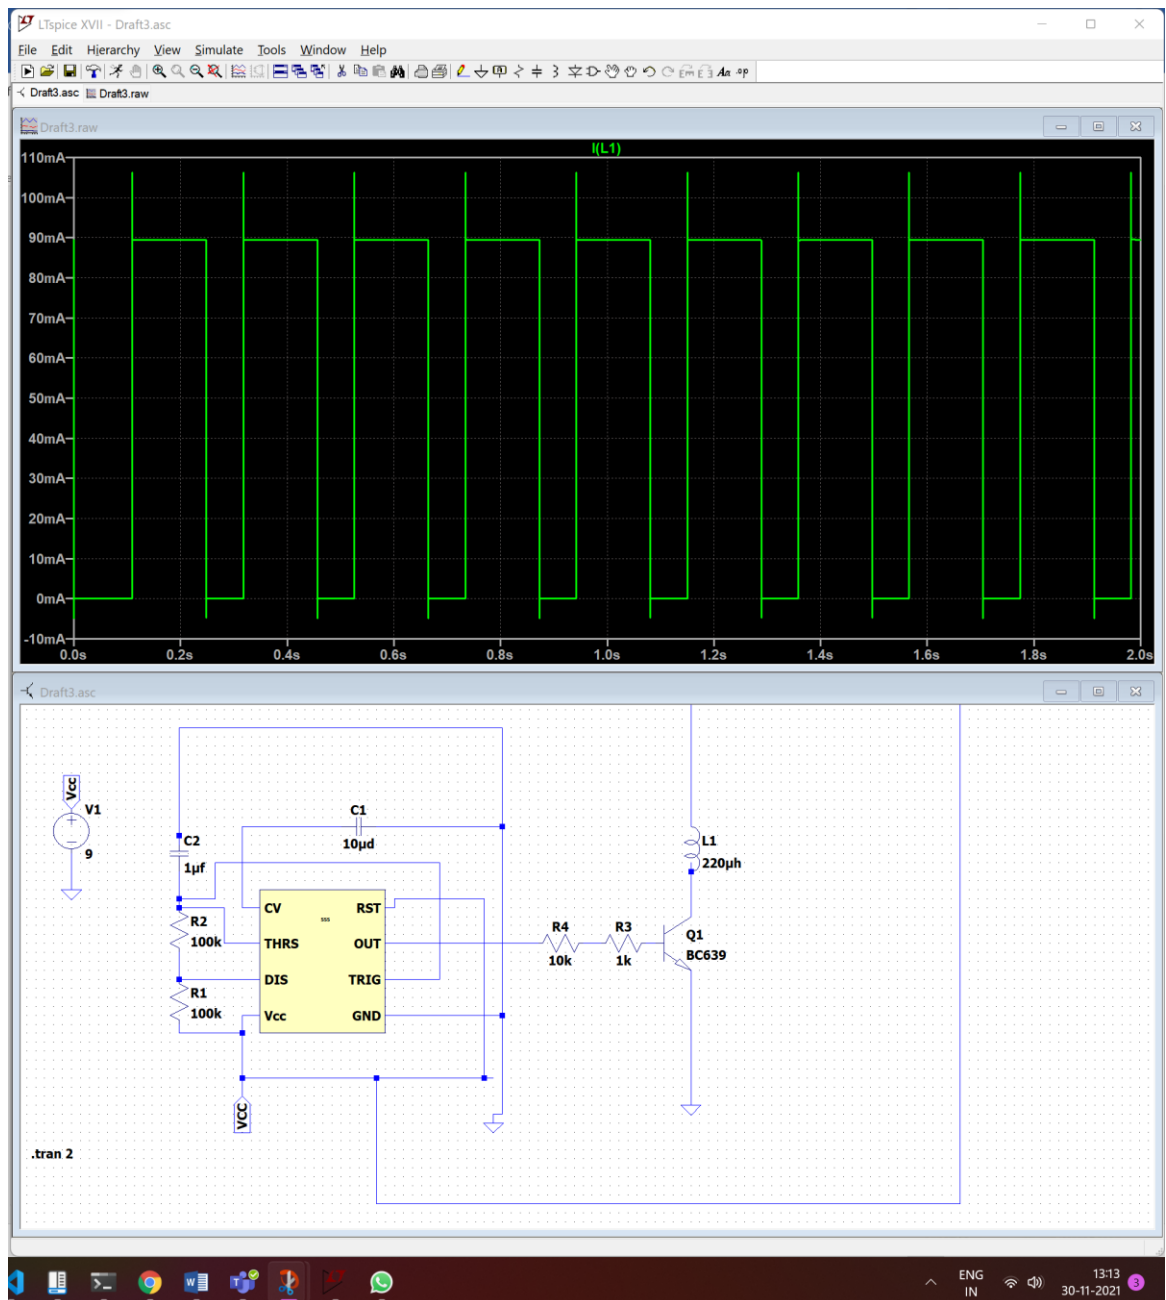 LTspice XVII - Draft3.asc
File Edit Hierarchy View Simulate Tools Window Help
Draft3.asc Draft3.raw
Draft3.raw
I(L1)
110mA
100mA
90mA
80mA
70mA
60mA
50mA
40mA
30mA
20mA
10mA
0mA
-10mA
0.0s 0.2s 0.4s 0.6s 0.8s 1.0s 1.2s 1.4s 1.6s 1.8s 2.0s
Draft3.asc
Vcc
V1
9
C1
10µd
C2
1µf
L1
220µh
R2
100k
R1
100k
CV RST
THRS OUT
DIS TRIG
Vcc GND
R4
10k
R3
1k
Q1
BC639
VCC
.tran 2
ENG
IN
13:13
30-11-2021
3